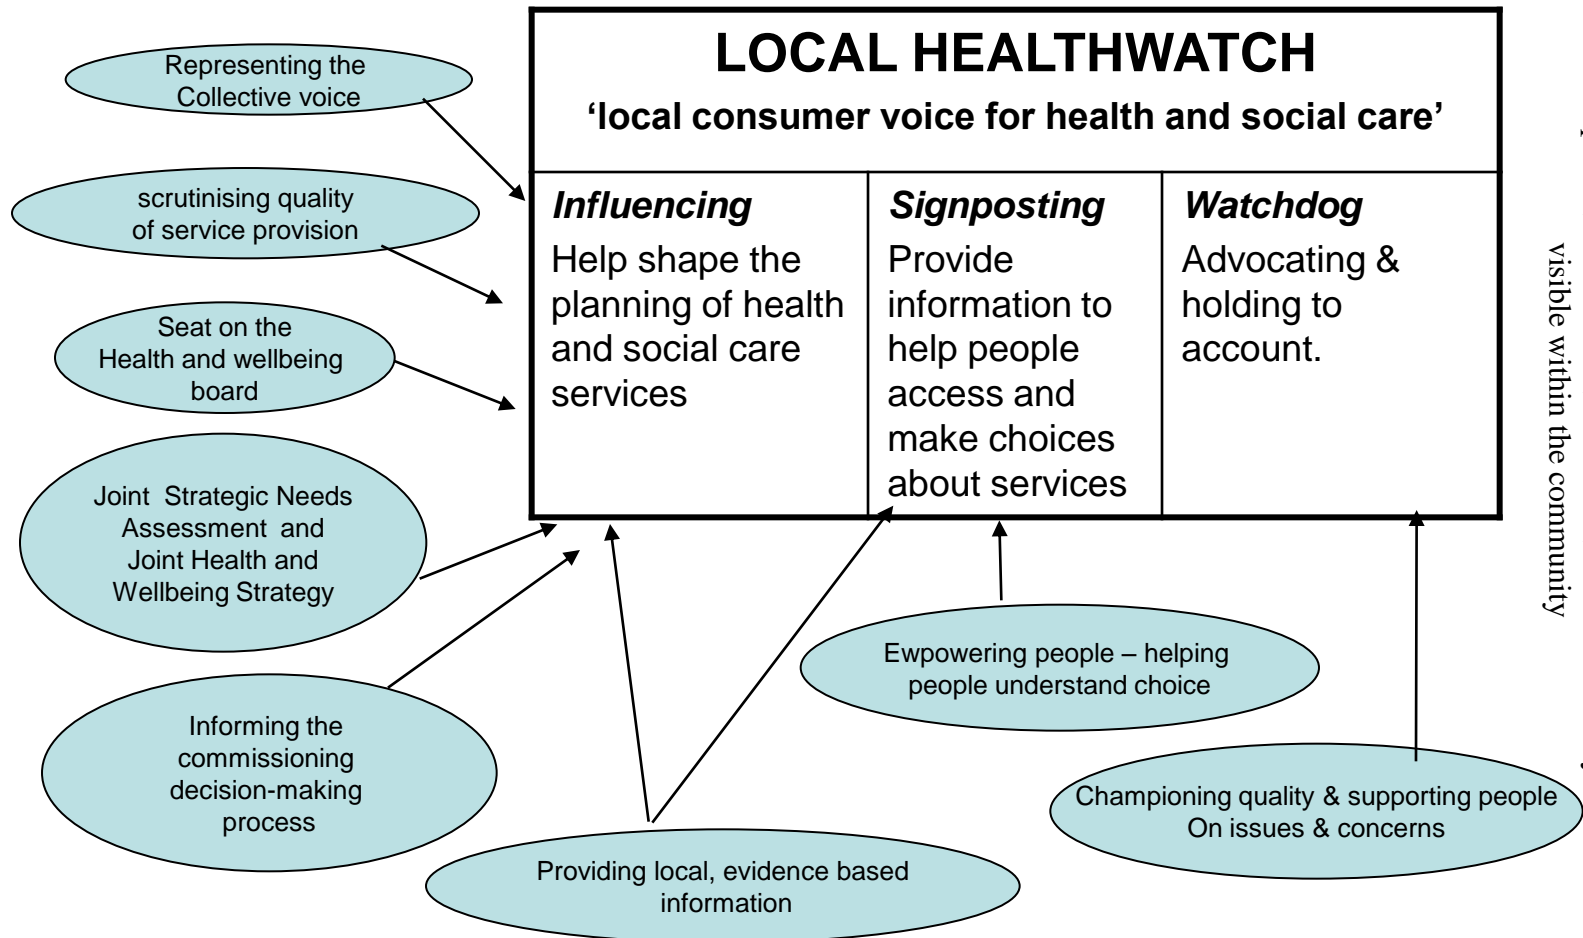 LOCAL HEALTHWATCH
‘local consumer voice for health and social care’
Influencing
Help shape the
planning of health
and social care
services
Signposting
Provide
information to
help people
access and
make choices
about services
Watchdog
Advocating &
holding to
account.
Representing the
Collective voice
scrutinising quality
of service provision
Seat on the
Health and wellbeing
board
Joint Strategic Needs
Assessment and
Joint Health and
Wellbeing Strategy
Informing the
commissioning
decision-making
process
Providing local, evidence based
information
Ewpowering people – helping
people understand choice
Championing quality & supporting people
On issues & concerns
visible within the community